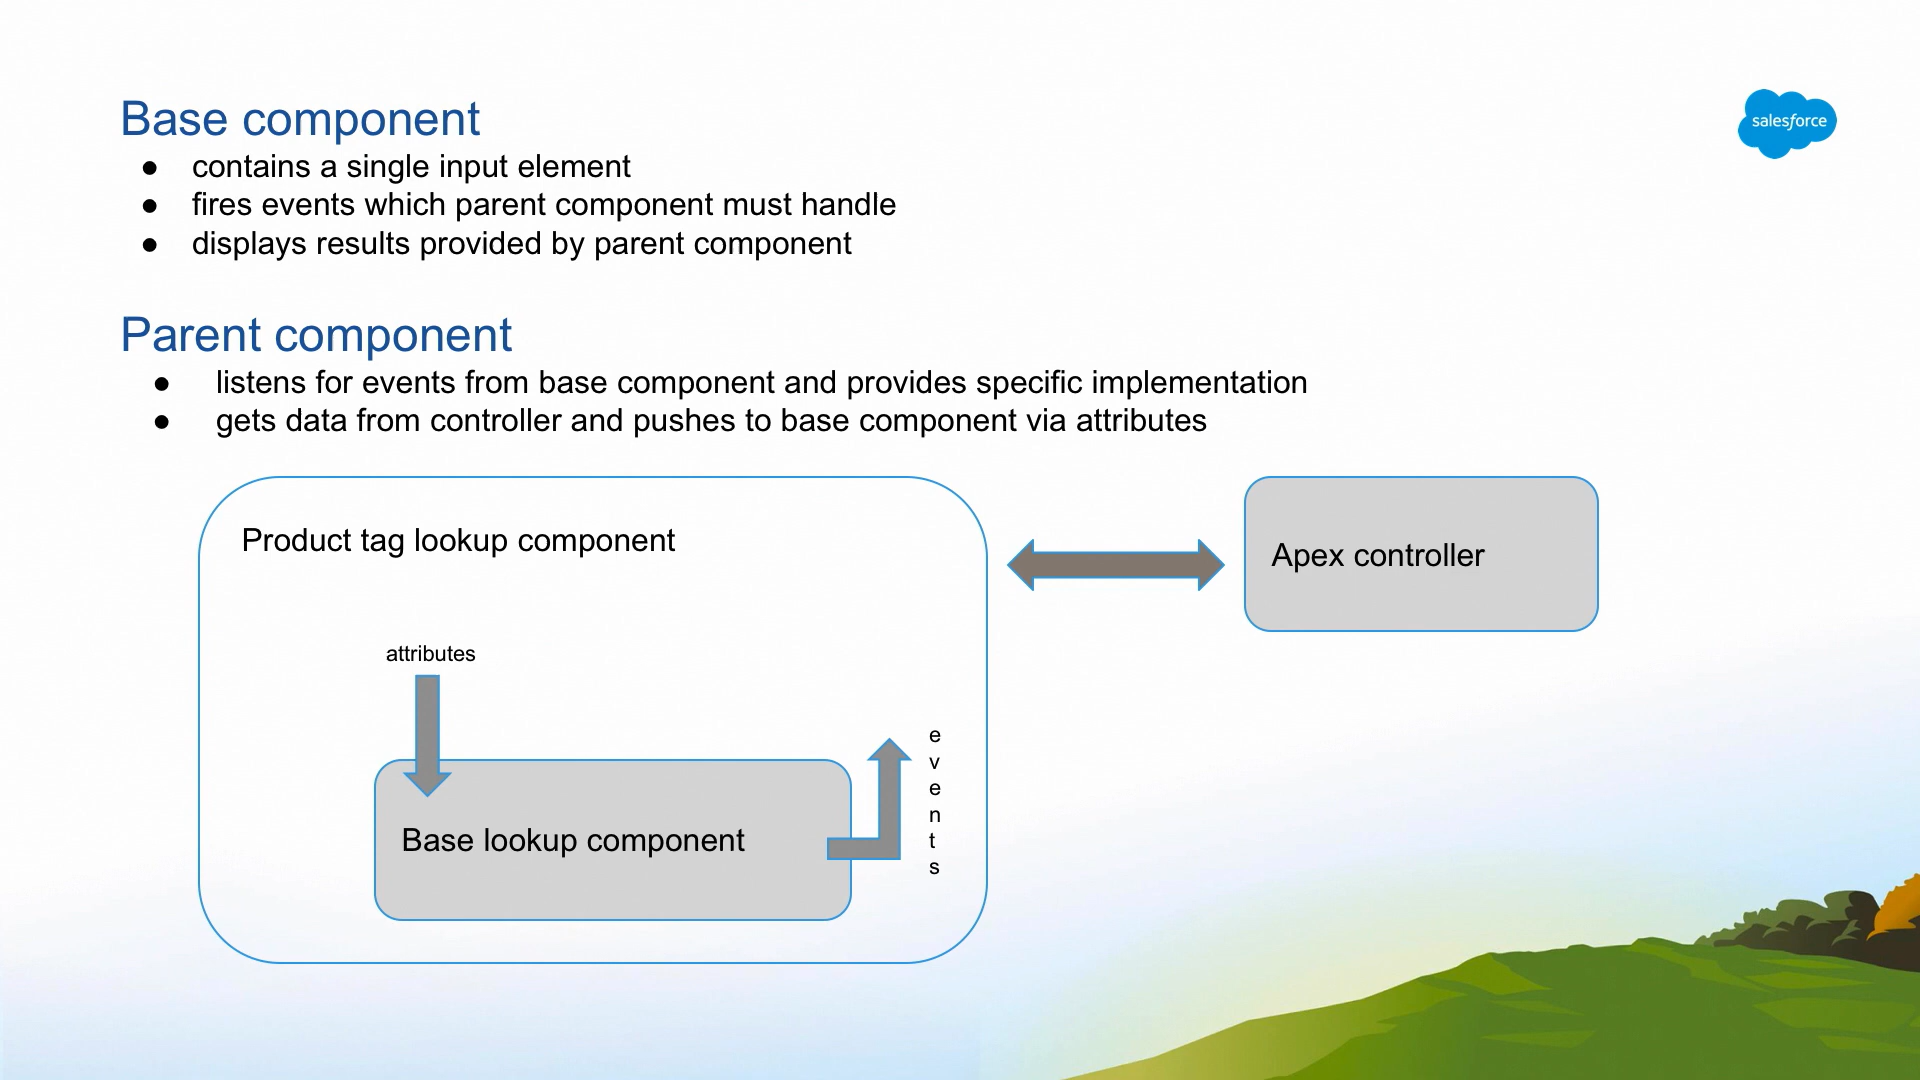 Base component
salesforce
● contains a single input element
● fires events which parent component must handle
● displays results provided by parent component
Parent component
● listens for events from base component and provides specific implementation
● gets data from controller and pushes to base component via attributes
Product tag lookup component
Apex controller
attributes
events
Base lookup component